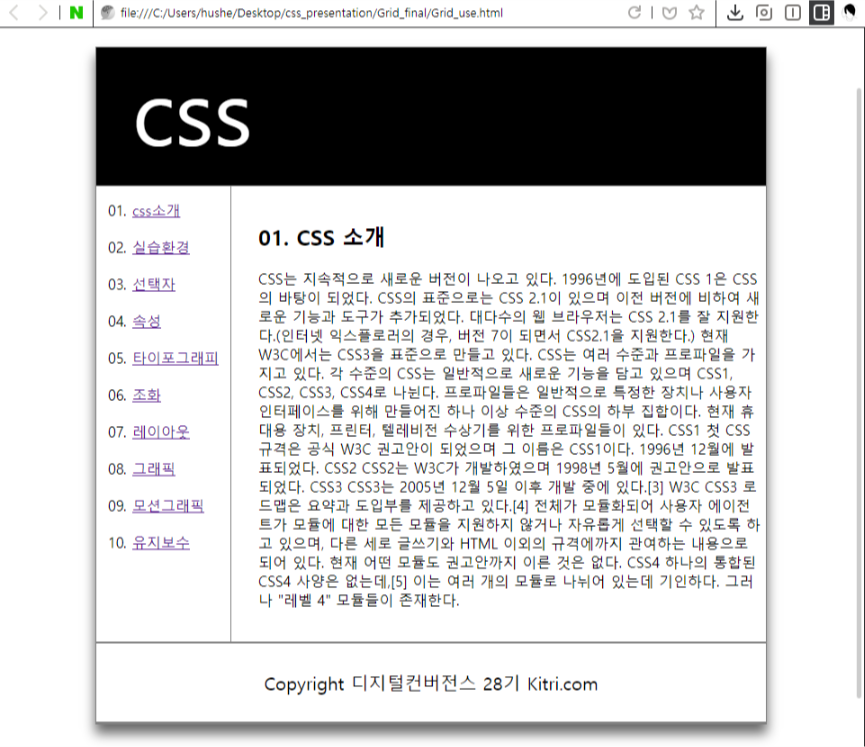 N
file:///C:/Users/hushe/Desktop/css_presentation/Grid_final/Grid_use.html
CSS
01. css소개
02. 실습환경
03. 선택자
04. 속성
05. 타이포그래피
06. 조화
07. 레이아웃
08. 그래픽
09. 모션그래픽
10. 유지보수
01. CSS 소개
CSS는 지속적으로 새로운 버전이 나오고 있다. 1996년에 도입된 CSS 1은 CSS
의 바탕이 되었다. CSS의 표준으로는 CSS 2.1이 있으며 이전 버전에 비하여 새
로운 기능과 도구가 추가되었다. 대다수의 웹 브라우저는 CSS 2.1를 잘 지원한
다.(인터넷 익스플로러의 경우, 버전 7이 되면서 CSS2.1을 지원한다.) 현재
W3C에서는 CSS3을 표준으로 만들고 있다. CSS는 여러 수준과 프로파일을 가
지고 있다. 각 수준의 CSS는 일반적으로 새로운 기능을 담고 있으며 CSS1,
CSS2, CSS3, CSS4로 나뉜다. 프로파일들은 일반적으로 특정한 장치나 사용자
인터페이스를 위해 만들어진 하나 이상 수준의 CSS의 하부 집합이다. 현재 휴
대용 장치, 프린터, 텔레비전 수상기를 위한 프로파일들이 있다. CSS1 첫 CSS
규격은 공식 W3C 권고안이 되었으며 그 이름은 CSS1이다. 1996년 12월에 발
표되었다. CSS2 CSS2는 W3C가 개발하였으며 1998년 5월에 권고안으로 발표
되었다. CSS3 CSS3는 2005년 12월 5일 이후 개발 중에 있다.[3] W3C CSS3 로
드맵은 요약과 도입부를 제공하고 있다.[4] 전체가 모듈화되어 사용자 에이전
트가 모듈에 대한 모든 모듈을 지원하지 않거나 자유롭게 선택할 수 있도록 하
고 있으며, 다른 세로 글쓰기와 HTML 이외의 규격에까지 관여하는 내용으로
되어 있다. 현재 어떤 모듈도 권고안까지 이른 것은 없다. CSS4 하나의 통합된
CSS4 사양은 없는데,[5] 이는 여러 개의 모듈로 나뉘어 있는데 기인하다. 그러
나 "레벨 4" 모듈들이 존재한다.
Copyright 디지털컨버전스 28기 Kitri.com